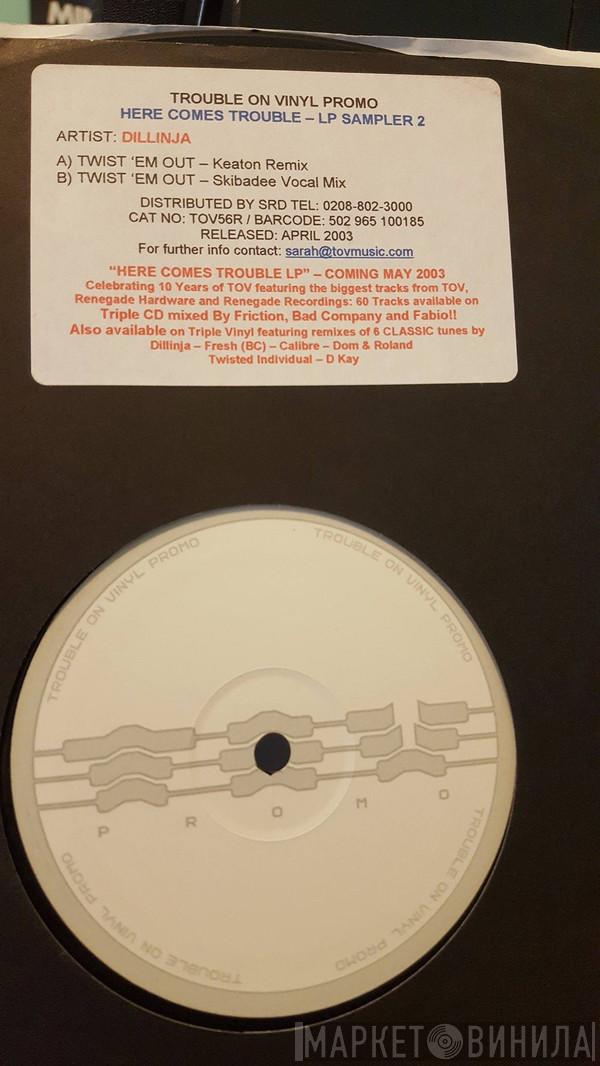 TROUBLE ON VINYL PROMO
HERE COMES TROUBLE – LP SAMPLER 2
ARTIST: DILLINJA
A) TWIST ‘EM OUT – Keaton Remix
B) TWIST ‘EM OUT – Skibadee Vocal Mix
DISTRIBUTED BY SRD TEL: 0208-802-3000
CAT NO: TOV56R / BARCODE: 502 965 100185
RELEASED: APRIL 2003
For further info contact: sarah@tovmusic.com
“HERE COMES TROUBLE LP” – COMING MAY 2003
Celebrating 10 Years of TOV featuring the biggest tracks from TOV,
Renegade Hardware and Renegade Recordings: 60 Tracks available on
Triple CD mixed By Friction, Bad Company and Fabio!!
Also available on Triple Vinyl featuring remixes of 6 CLASSIC tunes by
Dillinja – Fresh (BC) – Calibre – Dom & Roland
Twisted Individual – D Kay
TROUBLE ON VINYL PROMO
TROUBLE ON VINYL PROMO
PROMO
TROUBLE ON VINYL PROMO
TROUBLE ON VINYL PROMO
МАРКЕТ ВИНИЛА